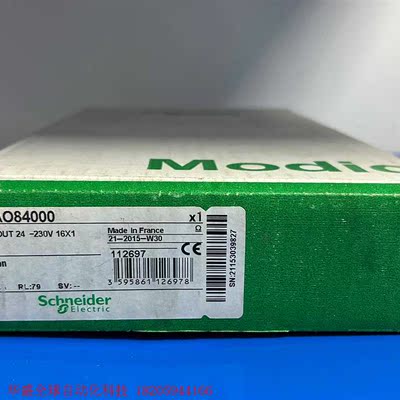 Modic
AO84000
x1
OUT 24 ~230V 16X1
Made in France
Ω
21-2015-W30
112697
CE
RL:79 SV:--
3 595861 126978
Schneider
Electric
SN:21153039827